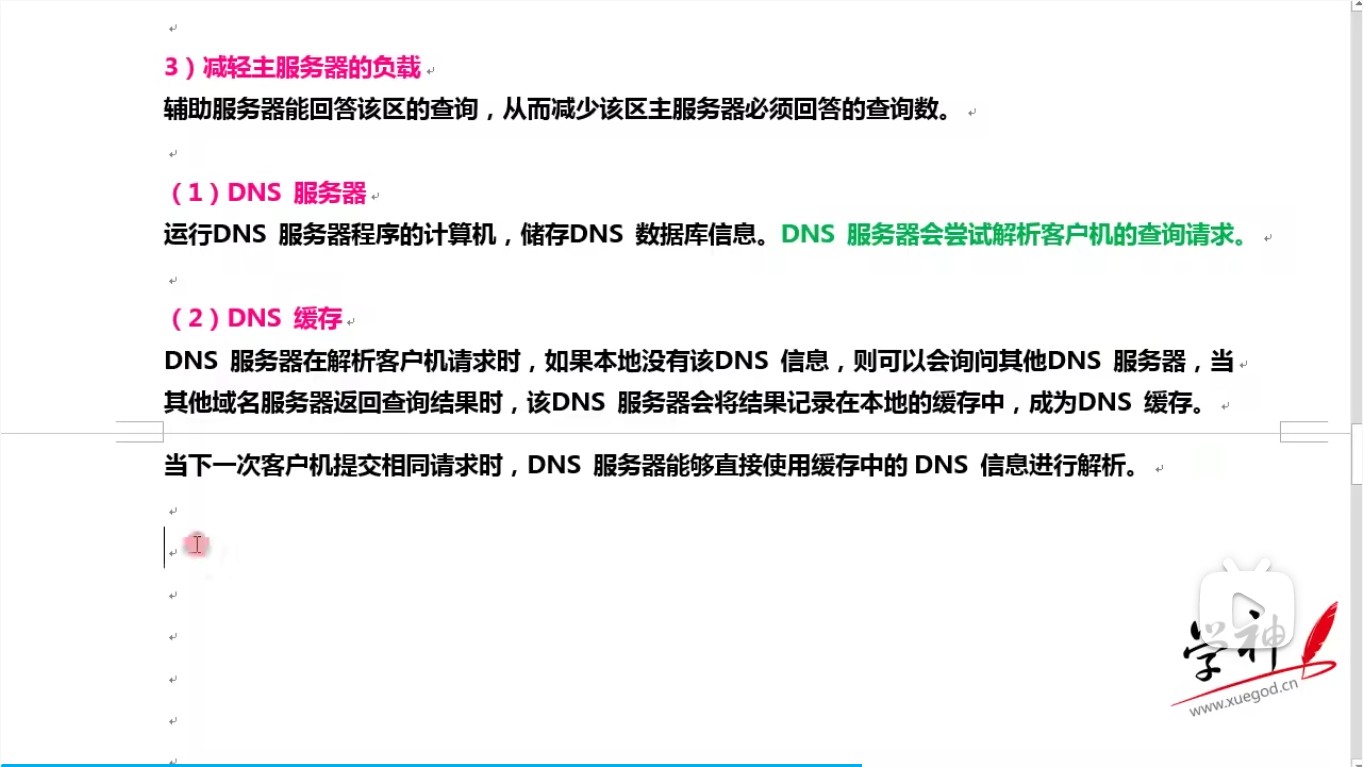 3）减轻主服务器的负载
辅助服务器能回答该区的查询，从而减少该区主服务器必须回答的查询数。
（1）DNS 服务器
运行DNS 服务器程序的计算机，储存DNS 数据库信息。DNS 服务器会尝试解析客户机的查询请求。
（2）DNS 缓存
DNS 服务器在解析客户机请求时，如果本地没有该DNS 信息，则可以会询问其他DNS 服务器，当
其他域名服务器返回查询结果时，该DNS 服务器会将结果记录在本地的缓存中，成为DNS 缓存。
当下一次客户机提交相同请求时，DNS 服务器能够直接使用缓存中的 DNS 信息进行解析。
学神
www.xuegod.cn